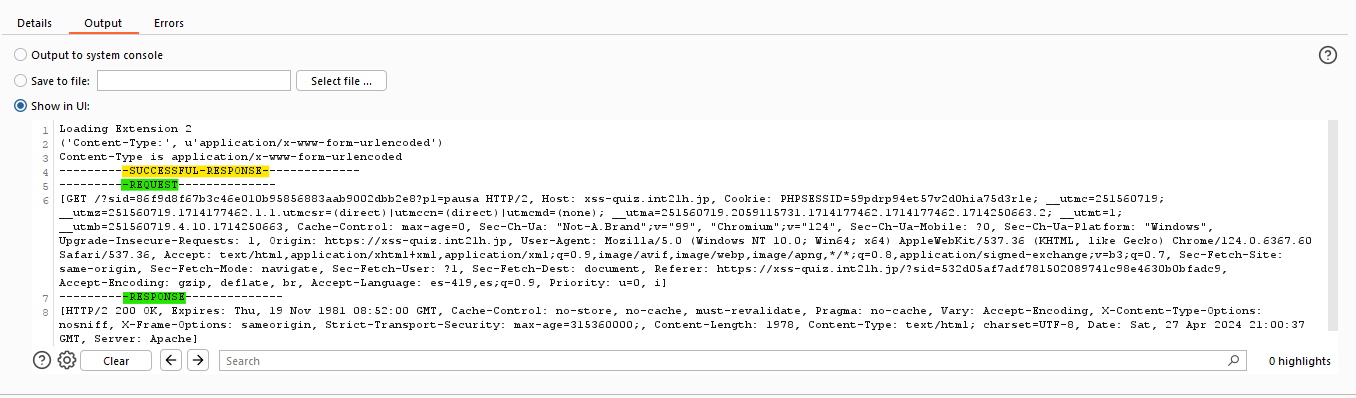 Details Output Errors
Output to system console
Save to file: Select file ...
Show in UI:
1 Loading Extension 2
2 ('Content-Type:', u'application/x-www-form-urlencoded')
3 Content-Type is application/x-www-form-urlencoded
4 ----------SUCCESSFUL-RESPONSE--------------
5 ----------REQUEST--------------
6 [GET /?sid=86f9d8f67b3c46e010b95856883aab9002dbb2e8?p1=pausa HTTP/2, Host: xss-quiz.int21h.jp, Cookie: PHPSESSID=59pdrp94et57v2d0hia75d3rle; __utmc=251560719;
__utmz=251560719.1714177462.1.1.utmcsr=(direct)|utmccn=(direct)|utmcmd=(none); __utma=251560719.2059115731.1714177462.1714177462.1714250663.2; __utmt=1;
__utmb=251560719.4.10.1714250663, Cache-Control: max-age=0, Sec-Ch-Ua: "Not-A.Brand";v="99", "Chromium";v="124", Sec-Ch-Ua-Mobile: ?0, Sec-Ch-Ua-Platform: "Windows",
Upgrade-Insecure-Requests: 1, Origin: https://xss-quiz.int21h.jp, User-Agent: Mozilla/5.0 (Windows NT 10.0; Win64; x64) AppleWebKit/537.36 (KHTML, like Gecko) Chrome/124.0.6367.60
Safari/537.36, Accept: text/html,application/xhtml+xml,application/xml;q=0.9,image/avif,image/webp,image/apng,*/*;q=0.8,application/signed-exchange;v=b3;q=0.7, Sec-Fetch-Site:
same-origin, Sec-Fetch-Mode: navigate, Sec-Fetch-User: ?1, Sec-Fetch-Dest: document, Referer: https://xss-quiz.int21h.jp/?sid=532d05af7adf781502089741c98e4630b0bfadc9,
Accept-Encoding: gzip, deflate, br, Accept-Language: es-419,es;q=0.9, Priority: u=0, i]
7 ----------RESPONSE--------------
8 [HTTP/2 200 OK, Expires: Thu, 19 Nov 1981 08:52:00 GMT, Cache-Control: no-store, no-cache, must-revalidate, Pragma: no-cache, Vary: Accept-Encoding, X-Content-Type-Options:
nosniff, X-Frame-Options: sameorigin, Strict-Transport-Security: max-age=315360000;, Content-Length: 1978, Content-Type: text/html; charset=UTF-8, Date: Sat, 27 Apr 2024 21:00:37
GMT, Server: Apache]
Clear Search 0 highlights